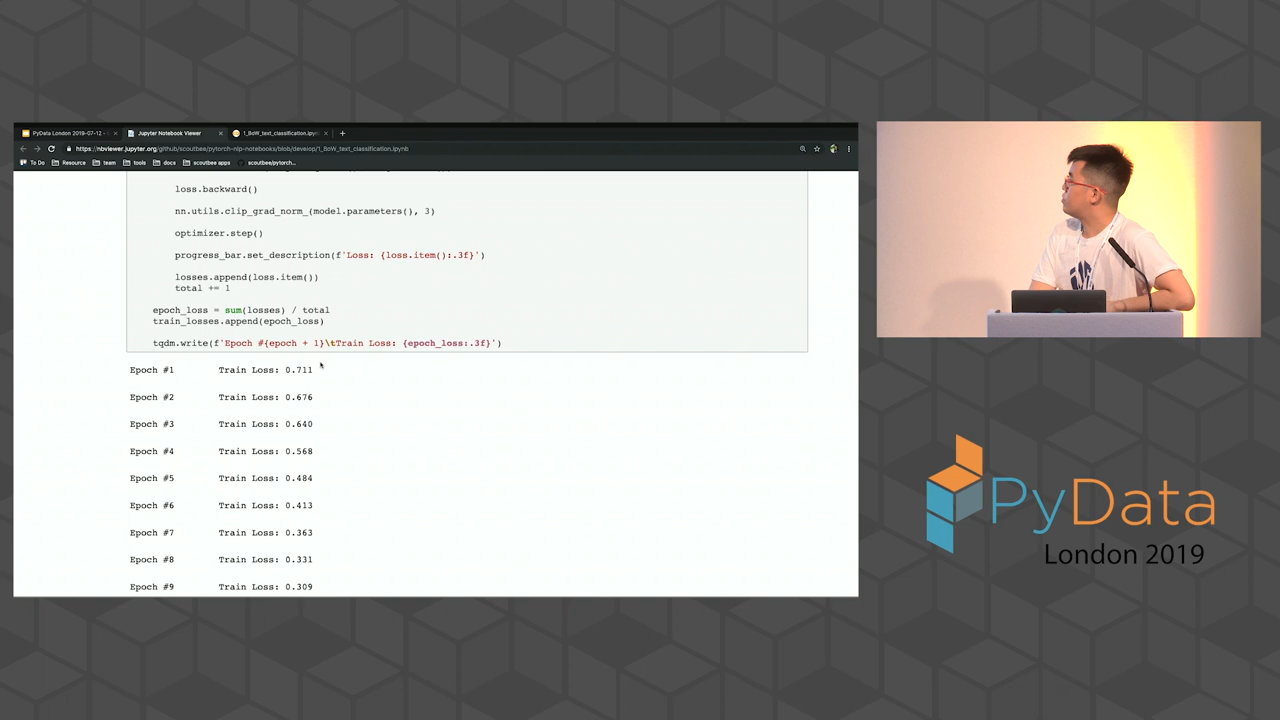 PyData London 2019-07-12 -
Jupyter Notebook Viewer
1_BoW_text_classification.ipyn
https://nbviewer.jupyter.org/github/scoutbee/pytorch-nlp-notebooks/blob/develop/1_BoW_text_classification.ipynb
To Do Resource team tools docs scoutbee apps scoutbee/pytorch...
loss.backward()
nn.utils.clip_grad_norm_(model.parameters(), 3)
optimizer.step()
progress_bar.set_description(f'Loss: {loss.item():.3f}')
losses.append(loss.item())
total += 1
epoch_loss = sum(losses) / total
train_losses.append(epoch_loss)
tqdm.write(f'Epoch #{epoch + 1}\tTrain Loss: {epoch_loss:.3f}')
Epoch #1 Train Loss: 0.711
Epoch #2 Train Loss: 0.676
Epoch #3 Train Loss: 0.640
Epoch #4 Train Loss: 0.568
Epoch #5 Train Loss: 0.484
Epoch #6 Train Loss: 0.413
Epoch #7 Train Loss: 0.363
Epoch #8 Train Loss: 0.331
Epoch #9 Train Loss: 0.309
PyData
London 2019